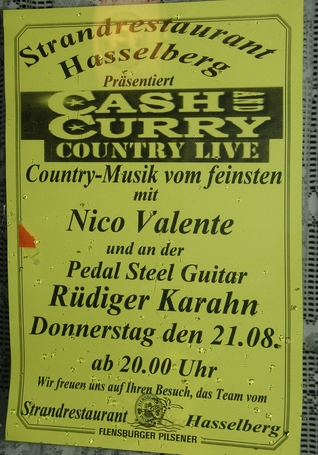 Strandrestaurant
Hasselberg
Präsentiert
CASH AND
CURRY
COUNTRY LIVE
Country-Musik vom feinsten
mit
Nico Valente
und an der
Pedal Steel Guitar
Rüdiger Karahn
Donnerstag den 21.08.
ab 20.00 Uhr
Wir freuen uns auf Ihren Besuch, das Team vom
Strandrestaurant Hasselberg
FLENSBURGER PILSENER